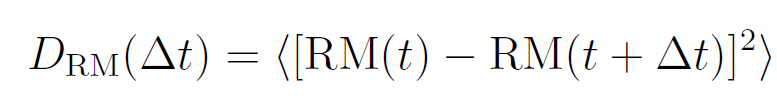 D_RM(Δt) = ⟨[RM(t) − RM(t + Δt)]²⟩